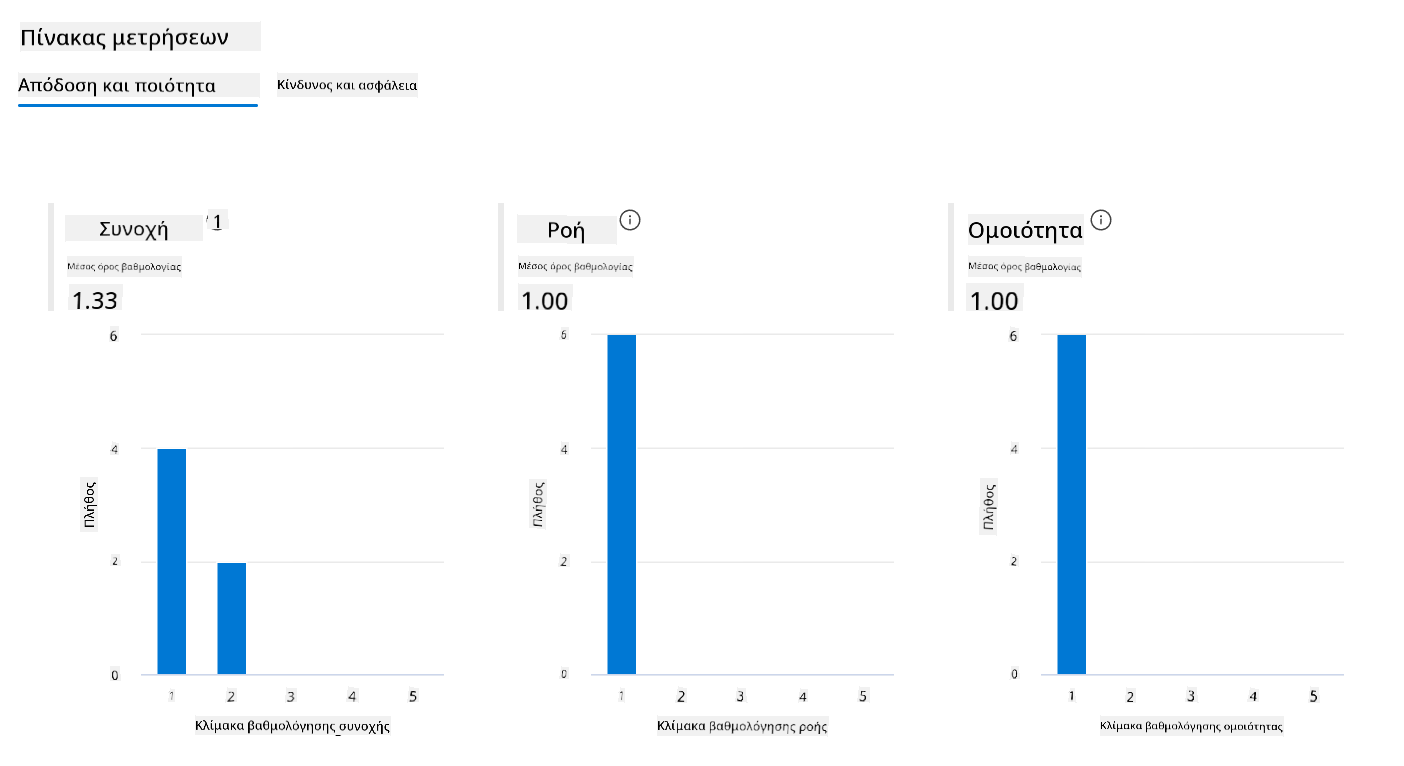 Πίνακας μετρήσεων
Απόδοση και ποιότητα
Κίνδυνος και ασφάλεια
Συνοχή 1
Μέσος όρος βαθμολογίας
1.33
6
4
2
0
Πλήθος
1 2 3 4 5
Κλίμακα βαθμολόγησης_συνοχής
Ροή
Μέσος όρος βαθμολογίας
1.00
6
4
2
0
Πλήθος
1 2 3 4 5
Κλίμακα βαθμολόγησης ροής
Ομοιότητα
Μέσος όρος βαθμολογίας
1.00
6
4
2
0
Πλήθος
1 2 3 4 5
Κλίμακα βαθμολόγησης ομοιότητας